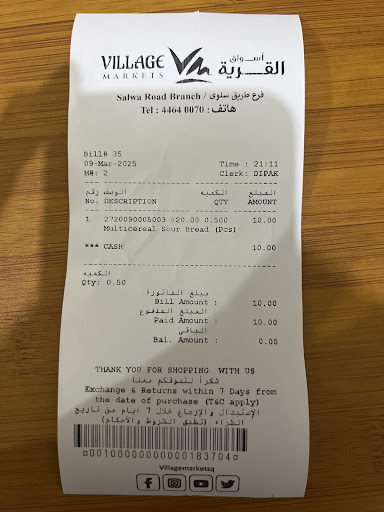 VILLAGE MARKETS أسواق القرية
Salwa Road Branch / فرع طريق سلوى
Tel : 4464 0070 : هاتف
Bill# 35
09-Mar-2025 Time : 21:11
M#: 2 Clerk: DIPAK
رقم الوصف الكميه المبلغ
No. DESCRIPTION QTY AMOUNT
1 2720090005003 @20.00 0.500 10.00
Multicereal Sour Bread (Pcs)
*** CASH 10.00
الكميه
Qty: 0.50
مبلغ الفاتورة
Bill Amount : 10.00
المبلغ المدفوع
Paid Amount : 10.00
الباقي
Bal. Amount : 0.00
THANK YOU FOR SHOPPING WITH US
شكرا لتسوقكم معنا
Exchange & Returns within 7 Days from
the date of purchase (T&C apply)
الإستبدال والإرجاع خلال 7 ايام من تاريخ
الشراء (تطبق الشروط والأحكام)
00100000000000183704
Villagemarketsq